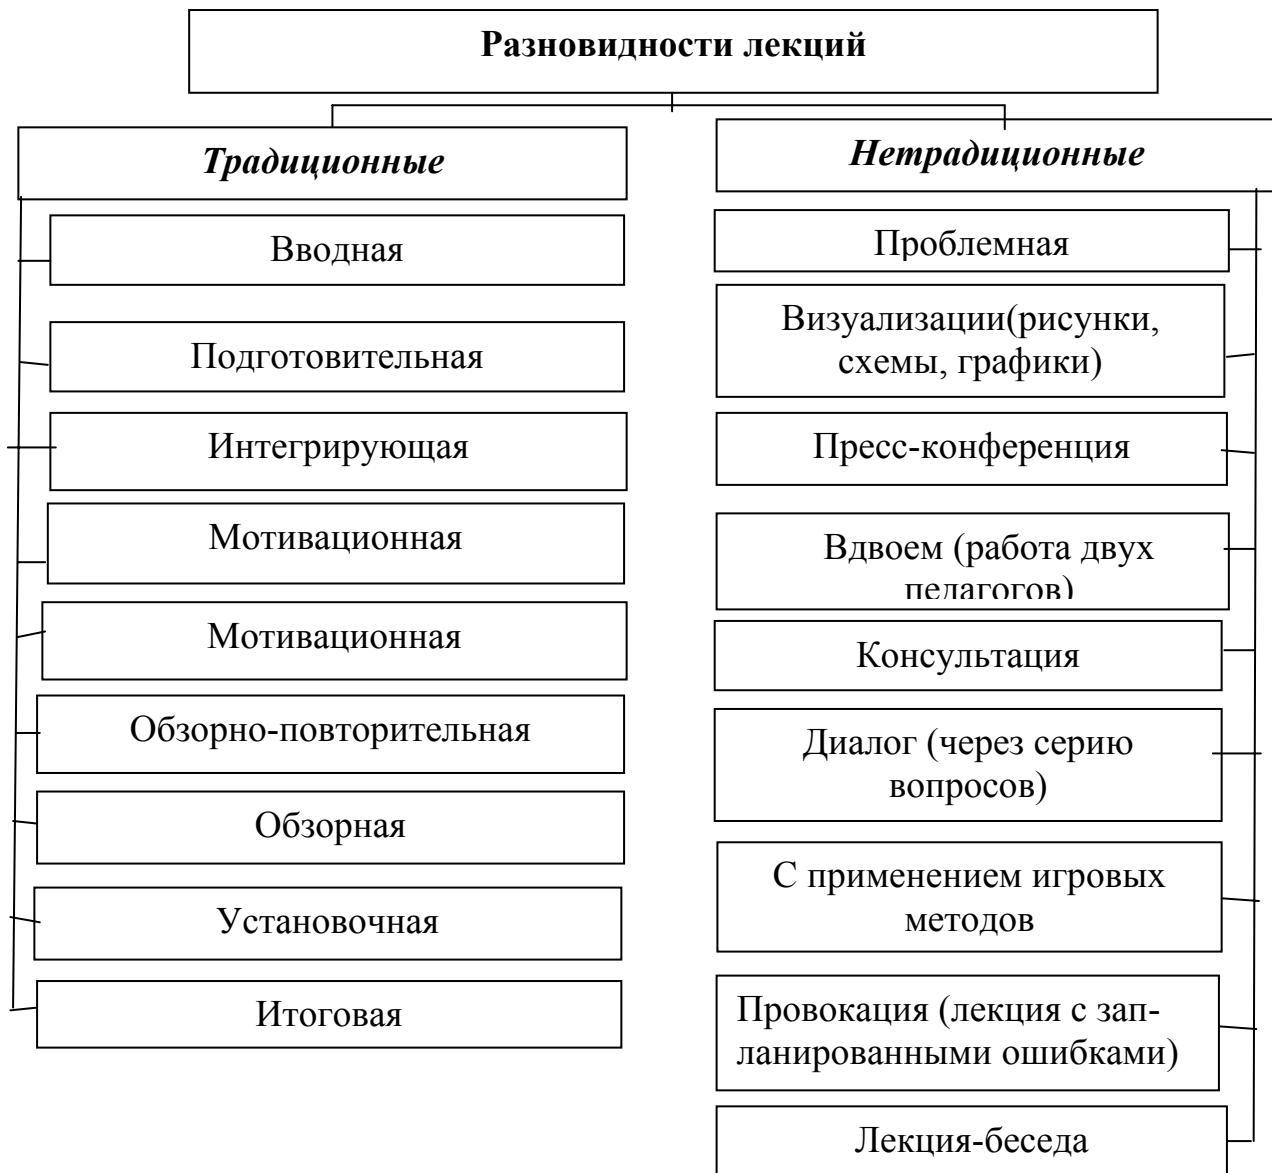 Разновидности лекций
Традиционные
Вводная
Подготовительная
Интегрирующая
Мотивационная
Мотивационная
Обзорно-повторительная
Обзорная
Установочная
Итоговая
Нетрадиционные
Проблемная
Визуализации(рисунки,
схемы, графики)
Пресс-конференция
Вдвоем (работа двух
педагогов)
Консультация
Диалог (через серию
вопросов)
С применением игровых
методов
Провокация (лекция с зап-
ланированными ошибками)
Лекция-беседа